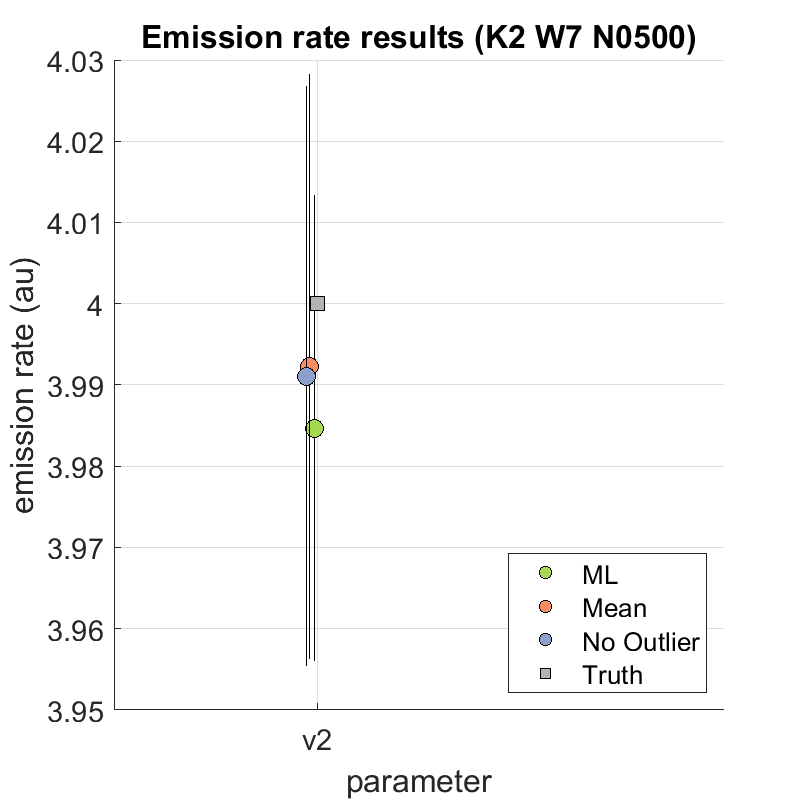 Emission rate results (K2 W7 N0500)
4.03
4.02
4.01
4
3.99
3.98
3.97
3.96
3.95
emission rate (au)
v2
parameter
ML
Mean
No Outlier
Truth